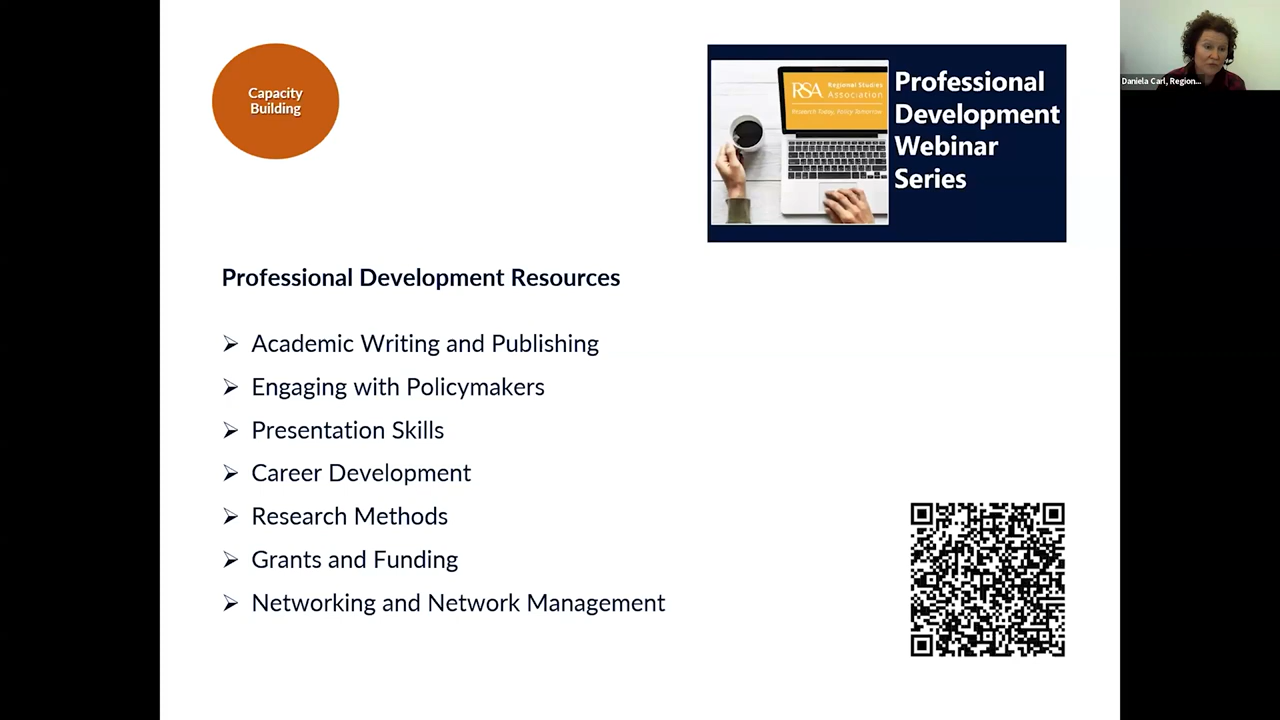 Capacity
Building
RSA Regional Studies
Association
Research Today, Policy Tomorrow
Professional
Development
Webinar
Series
Daniela Carl, Region...
Professional Development Resources
➢ Academic Writing and Publishing
➢ Engaging with Policymakers
➢ Presentation Skills
➢ Career Development
➢ Research Methods
➢ Grants and Funding
➢ Networking and Network Management